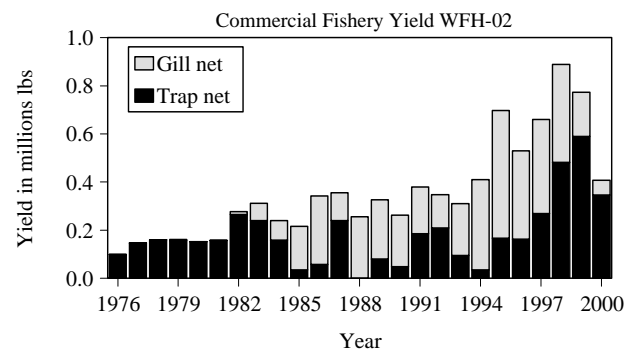 Commercial Fishery Yield WFH-02
Yield in millions lbs
1.0
0.8
0.6
0.4
0.2
0.0
Gill net
Trap net
1976 1979 1982 1985 1988 1991 1994 1997 2000
Year